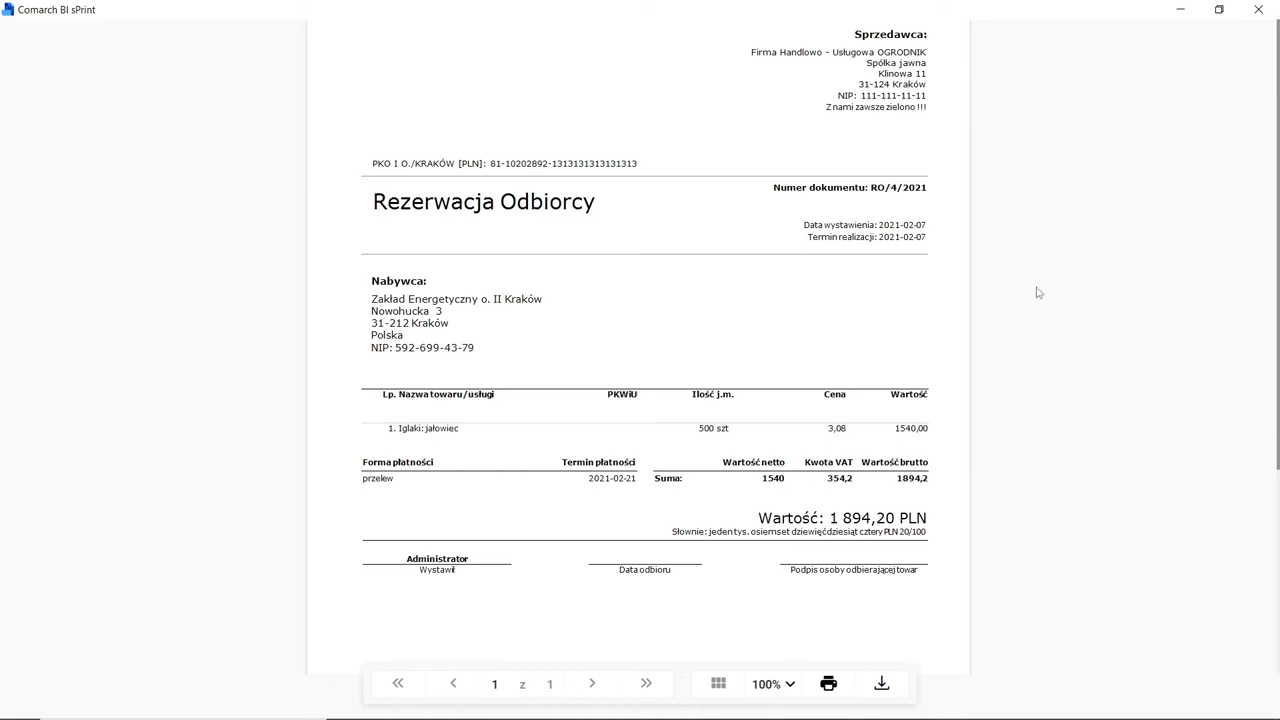 Comarch BI sPrint
Sprzedawca:
Firma Handlowo - Usługowa OGRODNIK
Spółka jawna
Klinowa 11
31-124 Kraków
NIP: 111-111-11-11
Z nami zawsze zielono !!!
PKO I O./KRAKÓW [PLN]: 81-10202892-1313131313131313
Numer dokumentu: RO/4/2021
Rezerwacja Odbiorcy
Data wystawienia: 2021-02-07
Termin realizacji: 2021-02-07
Nabywca:
Zakład Energetyczny o. II Kraków
Nowohucka 3
31-212 Kraków
Polska
NIP: 592-699-43-79
Lp. Nazwa towaru/usługi PKWiU Ilość j.m. Cena Wartość
1. Iglaki: jałowiec 500 szt 3,08 1540,00
Forma płatności Termin płatności Wartość netto Kwota VAT Wartość brutto
przelew 2021-02-21 Suma: 1540 354,2 1894,2
Wartość: 1 894,20 PLN
Słownie: jeden tys. osiemset dziewięćdziesiąt cztery PLN 20/100
Administrator
Wystawił Data odbioru Podpis osoby odbierającej towar
1 z 1 100%